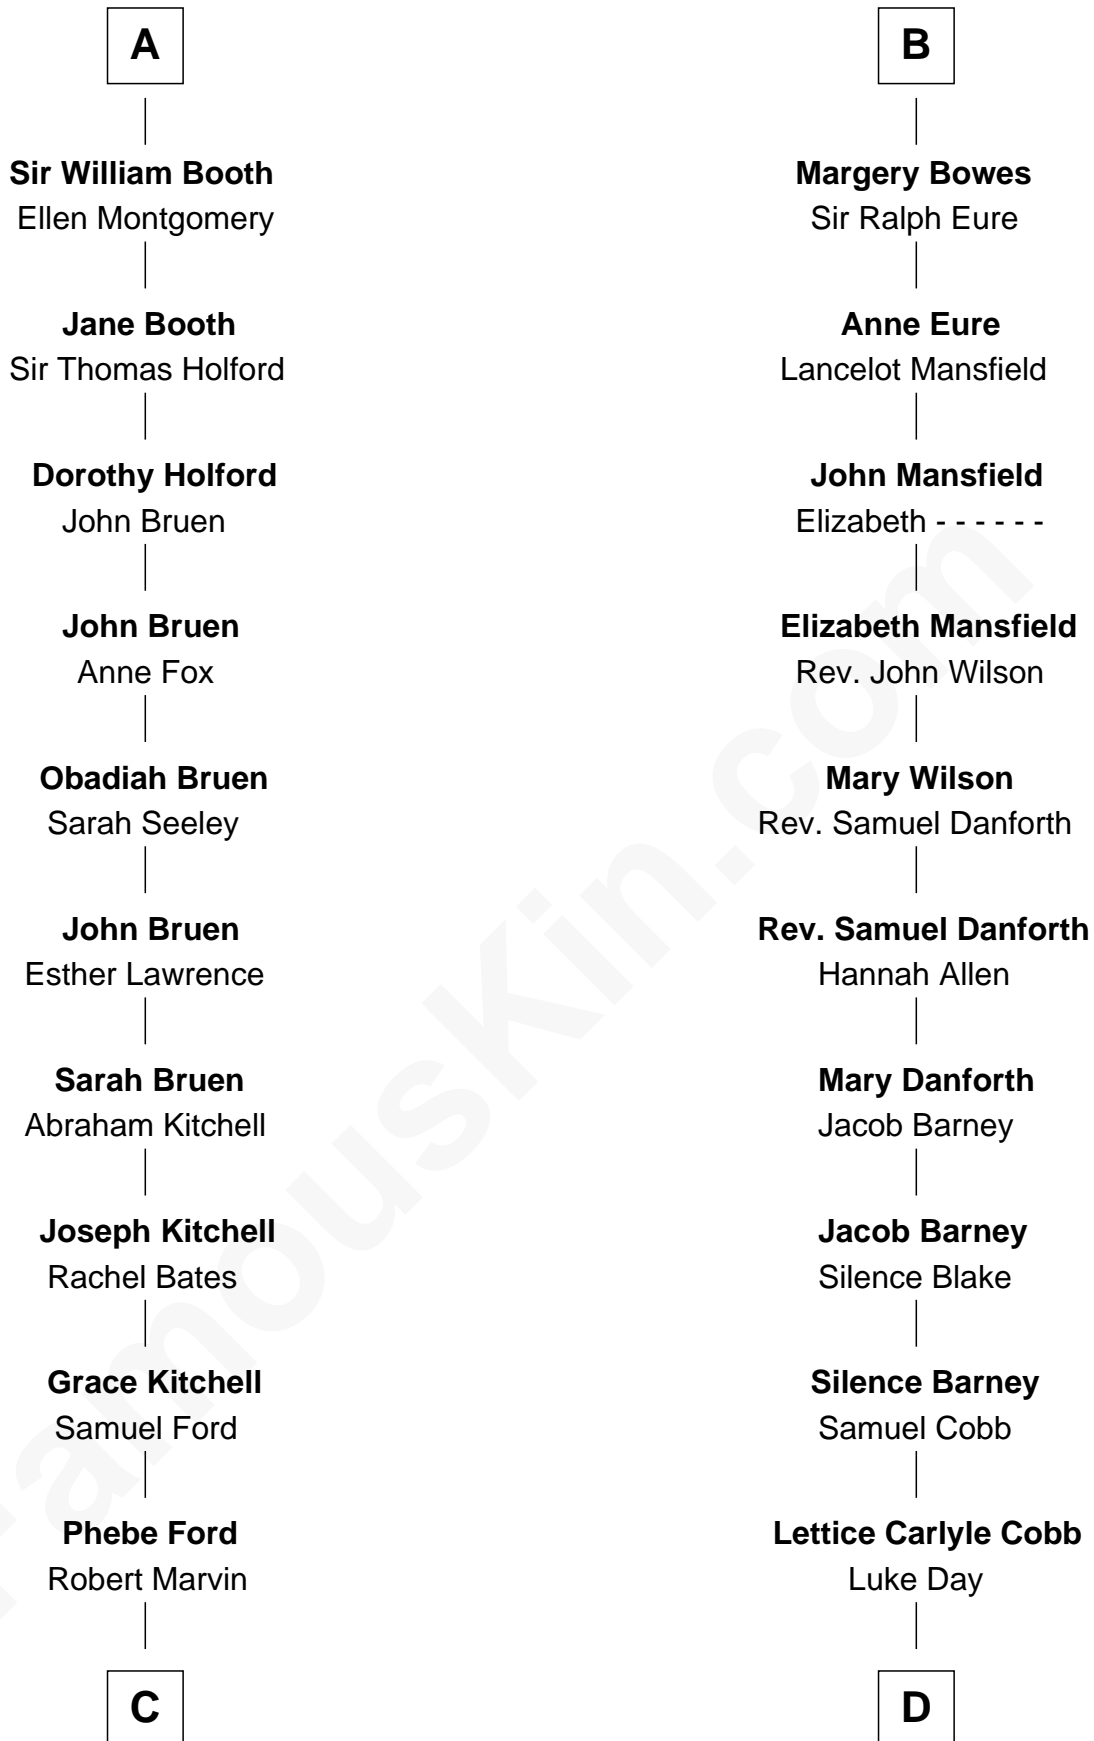 A
Sir William Booth
Ellen Montgomery
Jane Booth
Sir Thomas Holford
Dorothy Holford
John Bruen
John Bruen
Anne Fox
Obadiah Bruen
Sarah Seeley
John Bruen
Esther Lawrence
Sarah Bruen
Abraham Kitchell
Joseph Kitchell
Rachel Bates
Grace Kitchell
Samuel Ford
Phebe Ford
Robert Marvin
C
B
Margery Bowes
Sir Ralph Eure
Anne Eure
Lancelot Mansfield
John Mansfield
Elizabeth - - - - - -
Elizabeth Mansfield
Rev. John Wilson
Mary Wilson
Rev. Samuel Danforth
Rev. Samuel Danforth
Hannah Allen
Mary Danforth
Jacob Barney
Jacob Barney
Silence Blake
Silence Barney
Samuel Cobb
Lettice Carlyle Cobb
Luke Day
D
FamousKin.com